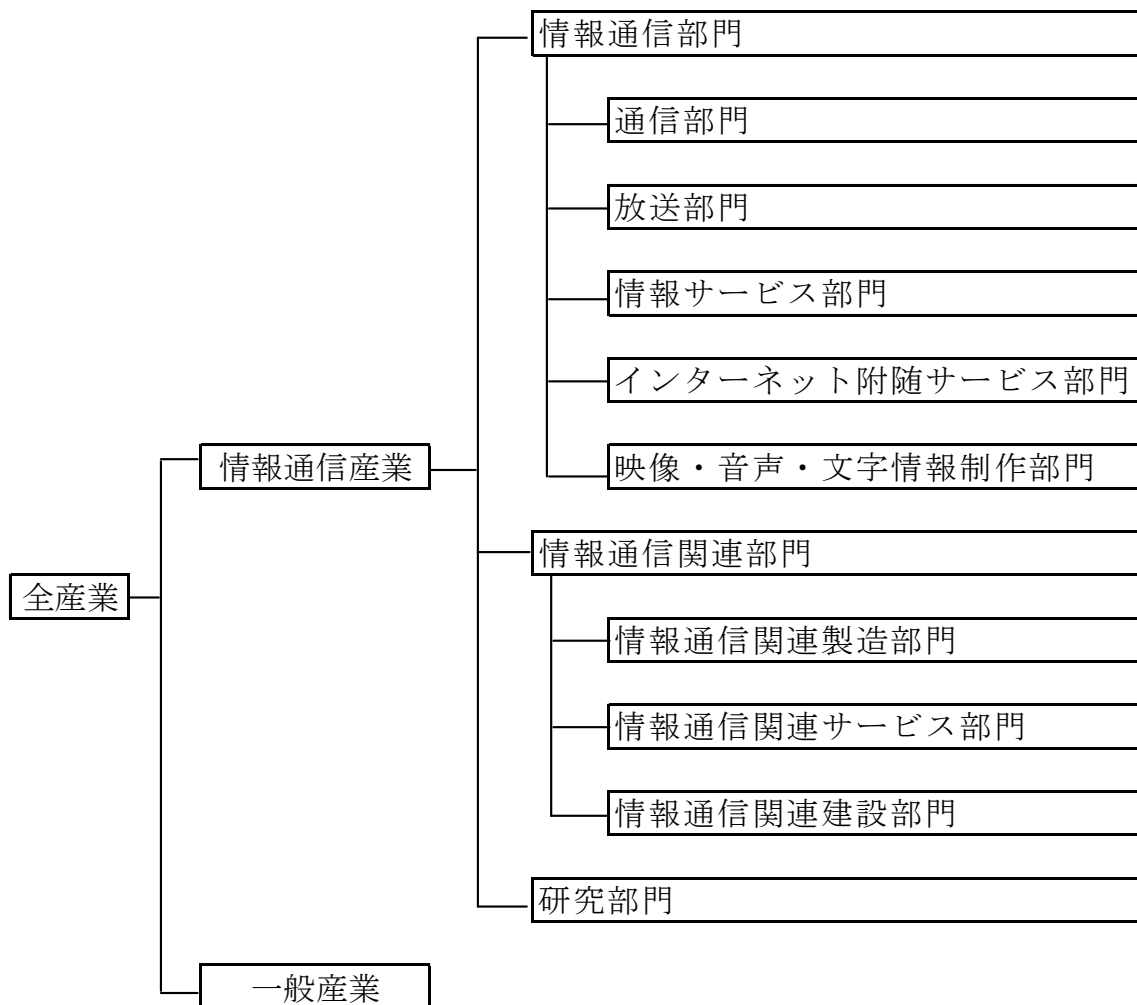 情報通信部門
通信部門
放送部門
情報サービス部門
インターネット附随サービス部門
映像・音声・文字情報制作部門
情報通信産業
情報通信関連部門
全産業
情報通信関連製造部門
情報通信関連サービス部門
情報通信関連建設部門
研究部門
一般産業